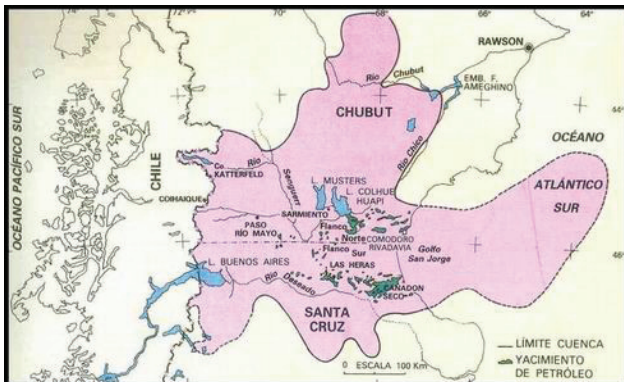 72°
70°
68°
66°
64°
RAWSON
Río Chubut
EMB. F.
AMEGHINO
CHUBUT
44°
OCÉANO PACÍFICO SUR
CHILE
Río Chico
OCÉANO
ATLÁNTICO
SUR
Co.
KATTERFELD
Río
Senguerr
L. MUSTERS
L. COLHUE
HUAPI
COIHAIQUE
SARMIENTO
PASO
RÍO MAYO
Flanco
Norte
COMODORO
RIVADAVIA
Flanco
Sur
Golfo
San Jorge
46°
L. BUENOS AIRES
LAS HERAS
Río Deseado
CAÑADON
SECO
SANTA
CRUZ
LÍMITE CUENCA
YACIMIENTO
DE PETRÓLEO
0 ESCALA 100 Km